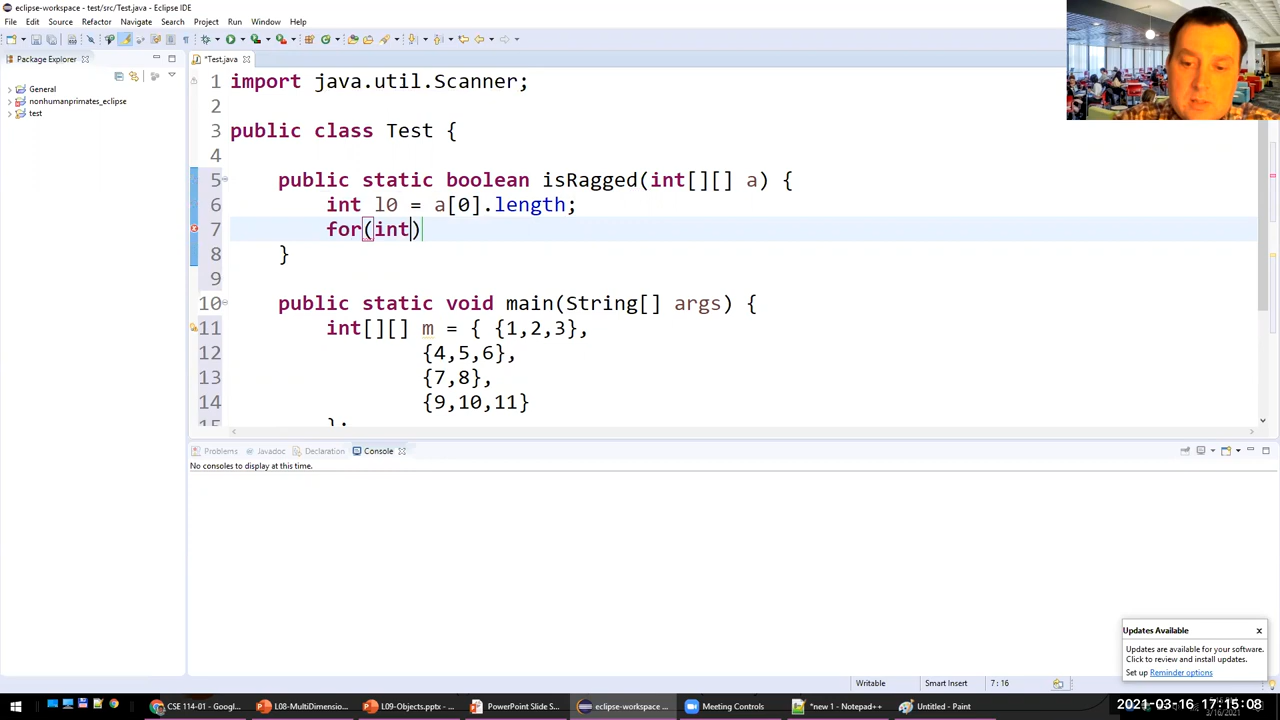 eclipse-workspace - test/src/Test.java - Eclipse IDE
File Edit Source Refactor Navigate Search Project Run Window Help
Package Explorer
*Test.java
General
nonhumanprimates_eclipse
test
1 import java.util.Scanner;
2
3 public class Test {
4
5 public static boolean isRagged(int[][] a) {
6 int l0 = a[0].length;
7 for(int)
8 }
9
10 public static void main(String[] args) {
11 int[][] m = { {1,2,3},
12 {4,5,6},
13 {7,8},
14 {9,10,11}
15 };
Problems Javadoc Declaration Console
No consoles to display at this time.
Updates Available
Updates are available for your software.
Click to review and install updates.
Set up Reminder options
Writable Smart Insert 7 : 16
CSE 114-01 - Googl... L08-MultiDimensio... L09-Objects.pptx - ... PowerPoint Slide S... eclipse-workspace ... Meeting Controls *new 1 - Notepad++ Untitled - Paint
2021-03-16 17:15:08